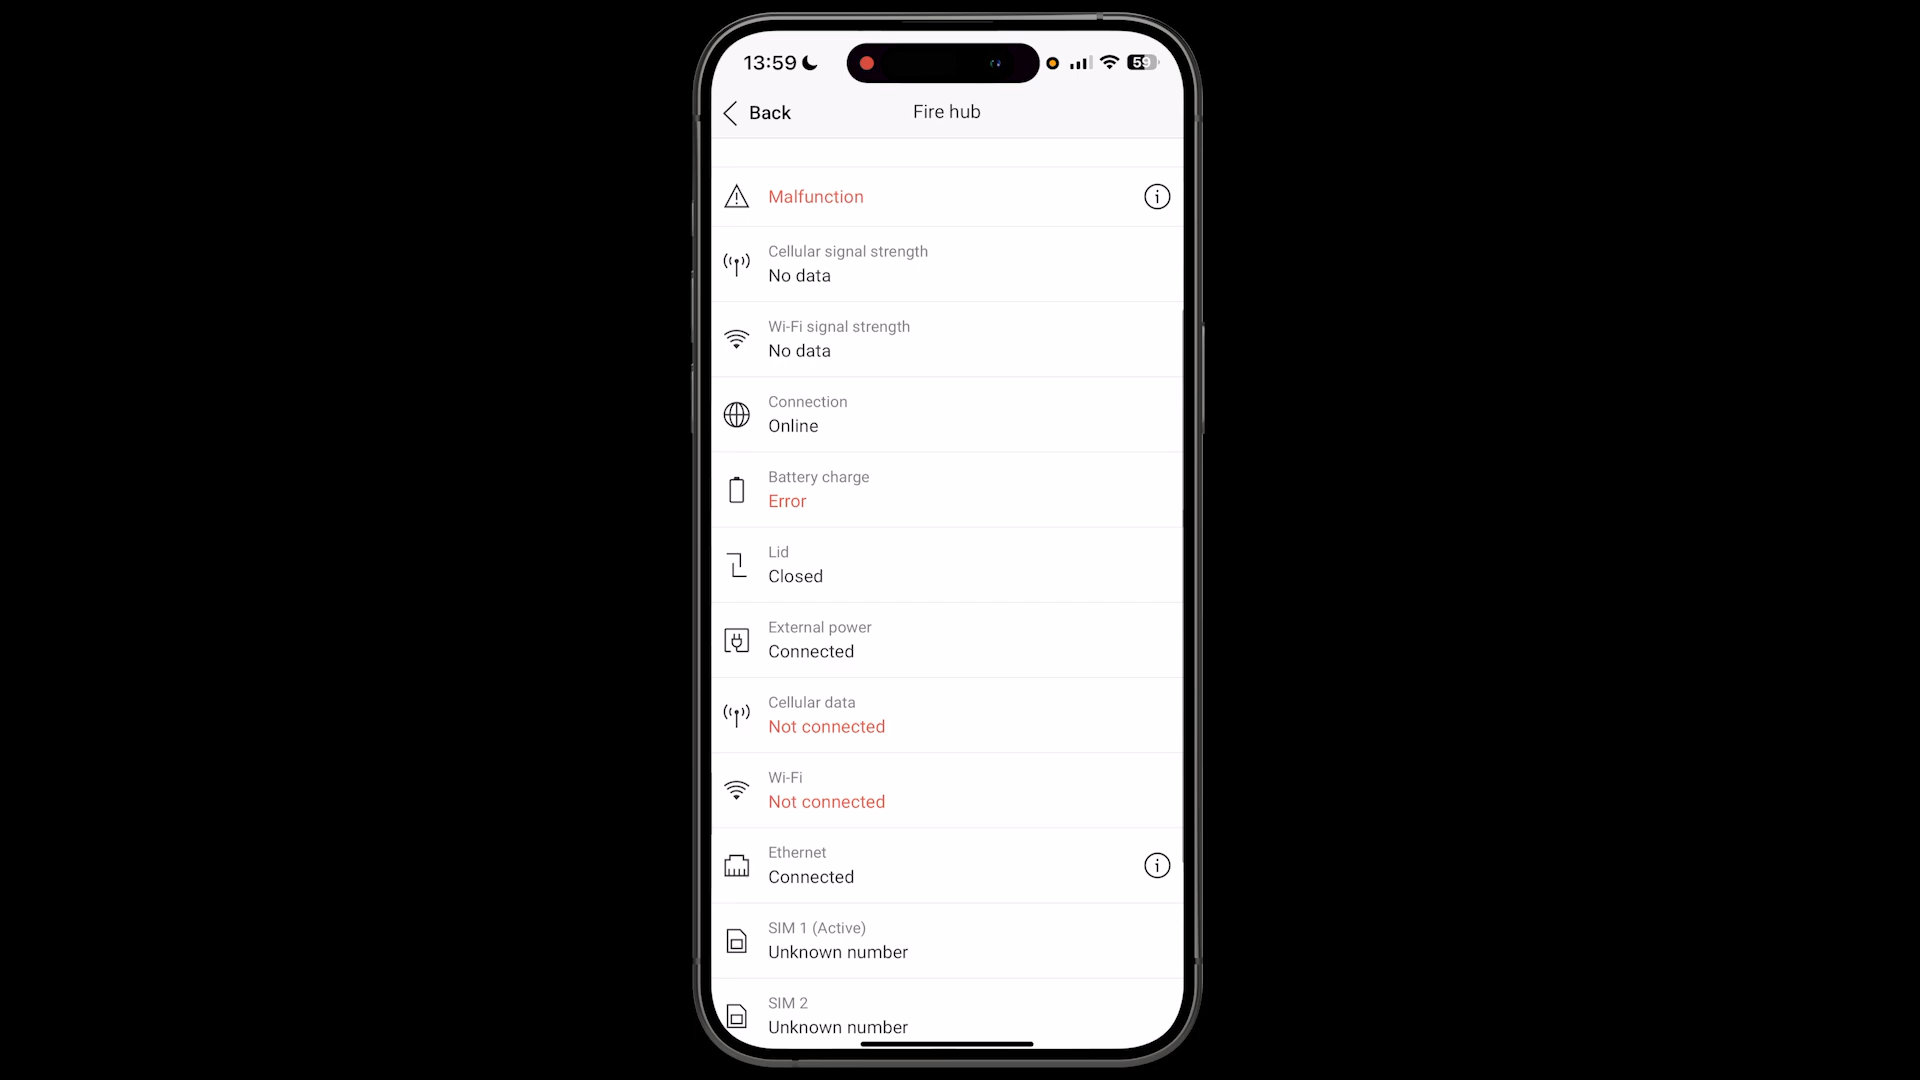 13:59
59
Back
Fire hub
Malfunction
Cellular signal strength
No data
Wi-Fi signal strength
No data
Connection
Online
Battery charge
Error
Lid
Closed
External power
Connected
Cellular data
Not connected
Wi-Fi
Not connected
Ethernet
Connected
SIM 1 (Active)
Unknown number
SIM 2
Unknown number